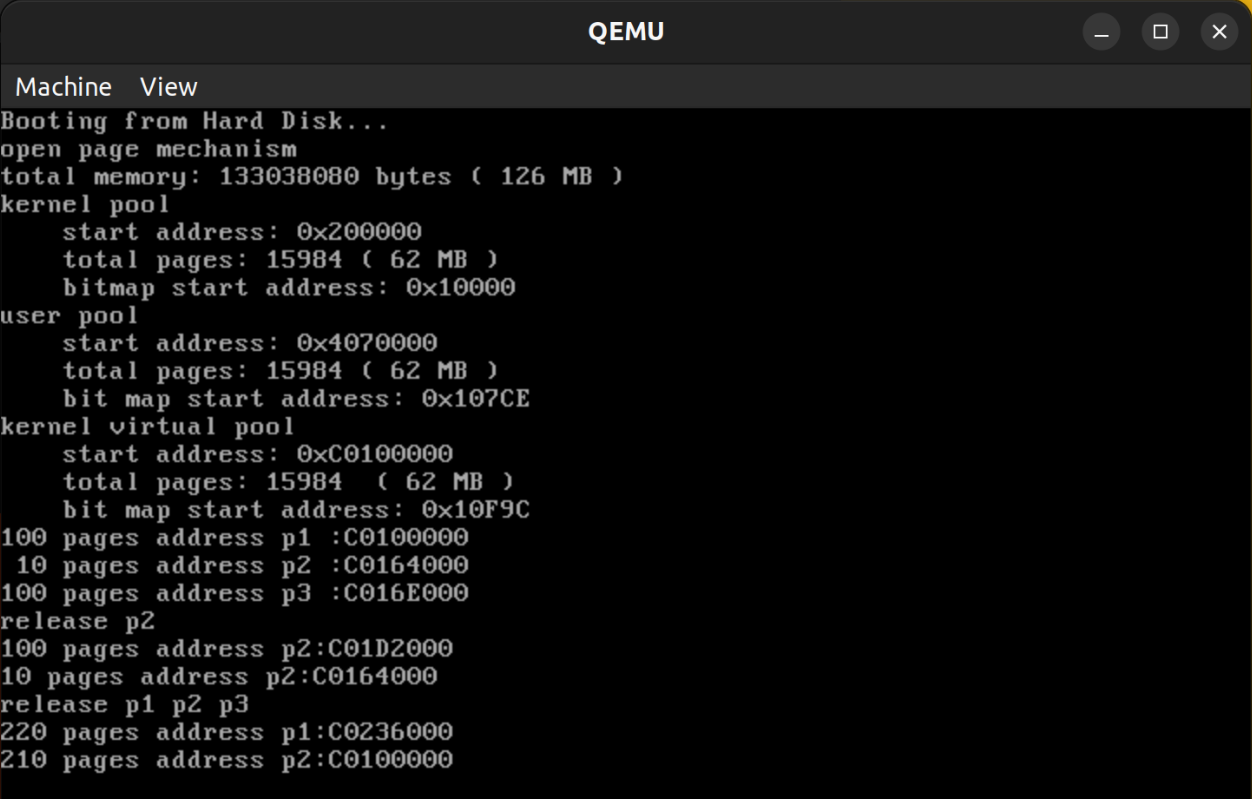 QEMU
Machine View
Booting from Hard Disk...
open page mechanism
total memory: 133038080 bytes ( 126 MB )
kernel pool
    start address: 0x200000
    total pages: 15984 ( 62 MB )
    bitmap start address: 0x10000
user pool
    start address: 0x4070000
    total pages: 15984 ( 62 MB )
    bit map start address: 0x107CE
kernel virtual pool
    start address: 0xC0100000
    total pages: 15984  ( 62 MB )
    bit map start address: 0x10F9C
100 pages address p1 :C0100000
 10 pages address p2 :C0164000
100 pages address p3 :C016E000
release p2
100 pages address p2:C01D2000
10 pages address p2:C0164000
release p1 p2 p3
220 pages address p1:C0236000
210 pages address p2:C0100000